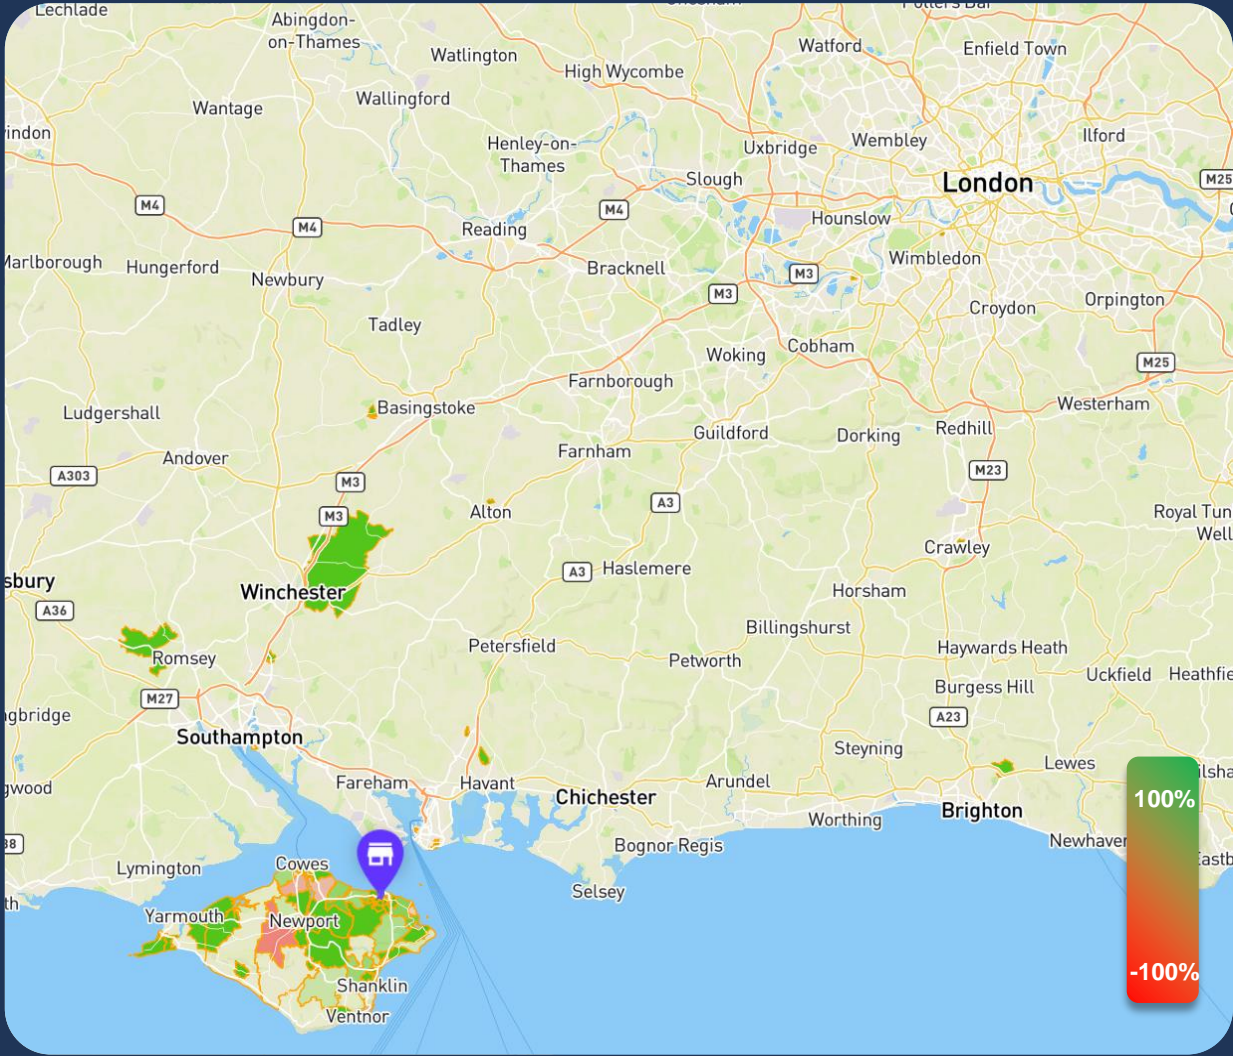 Lechlade
Abingdon-
on-Thames
Watlington
Watford
Enfield Town
High Wycombe
Wallingford
Wantage
Henley-on-
Thames
Uxbridge
Wembley
Ilford
Slough
London
M25
M4
M4
M4
Hounslow
Reading
Marlborough
Hungerford
Newbury
Bracknell
Wimbledon
M3
M3
Croydon
Orpington
Tadley
Woking
Cobham
M25
Farnborough
Basingstoke
Westerham
Ludgershall
Guildford
Dorking
Redhill
Andover
Farnham
A303
M3
M23
A3
M3
Alton
Royal Tun
Well
Crawley
sbury
Winchester
A3
Haslemere
Horsham
A36
Billingshurst
Romsey
Petersfield
Petworth
Haywards Heath
Uckfield
Heathfie
Burgess Hill
M27
ngbridge
A23
Southampton
Steyning
Lewes
ilsha
gwood
Fareham
Havant
Arundel
Chichester
100%
Brighton
Worthing
38
Bognor Regis
Newhaven
Eastb
Lymington
Cowes
Selsey
th
Yarmouth
Newport
-100%
Shanklin
Ventnor